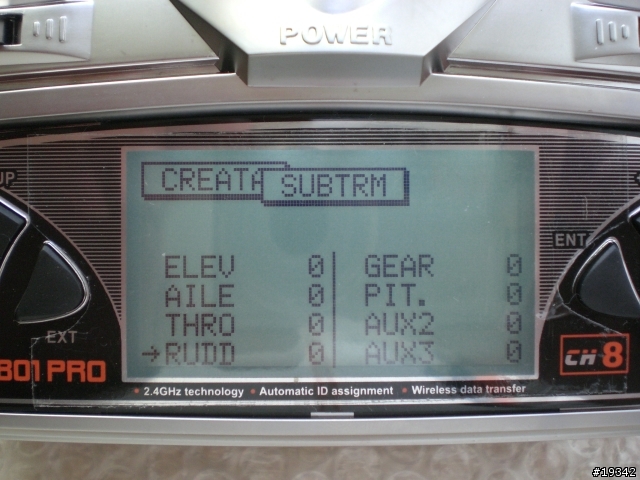 POWER
UP
CREATA
SUBTRM
ELEV 0
AILE 0
THRO 0
→RUDD 0
GEAR 0
PIT. 0
AUX2 0
AUX3 0
ENT
EXT
801 PRO
CH 8
• 2.4GHz technology • Automatic ID assignment • Wireless data transfer
#19342